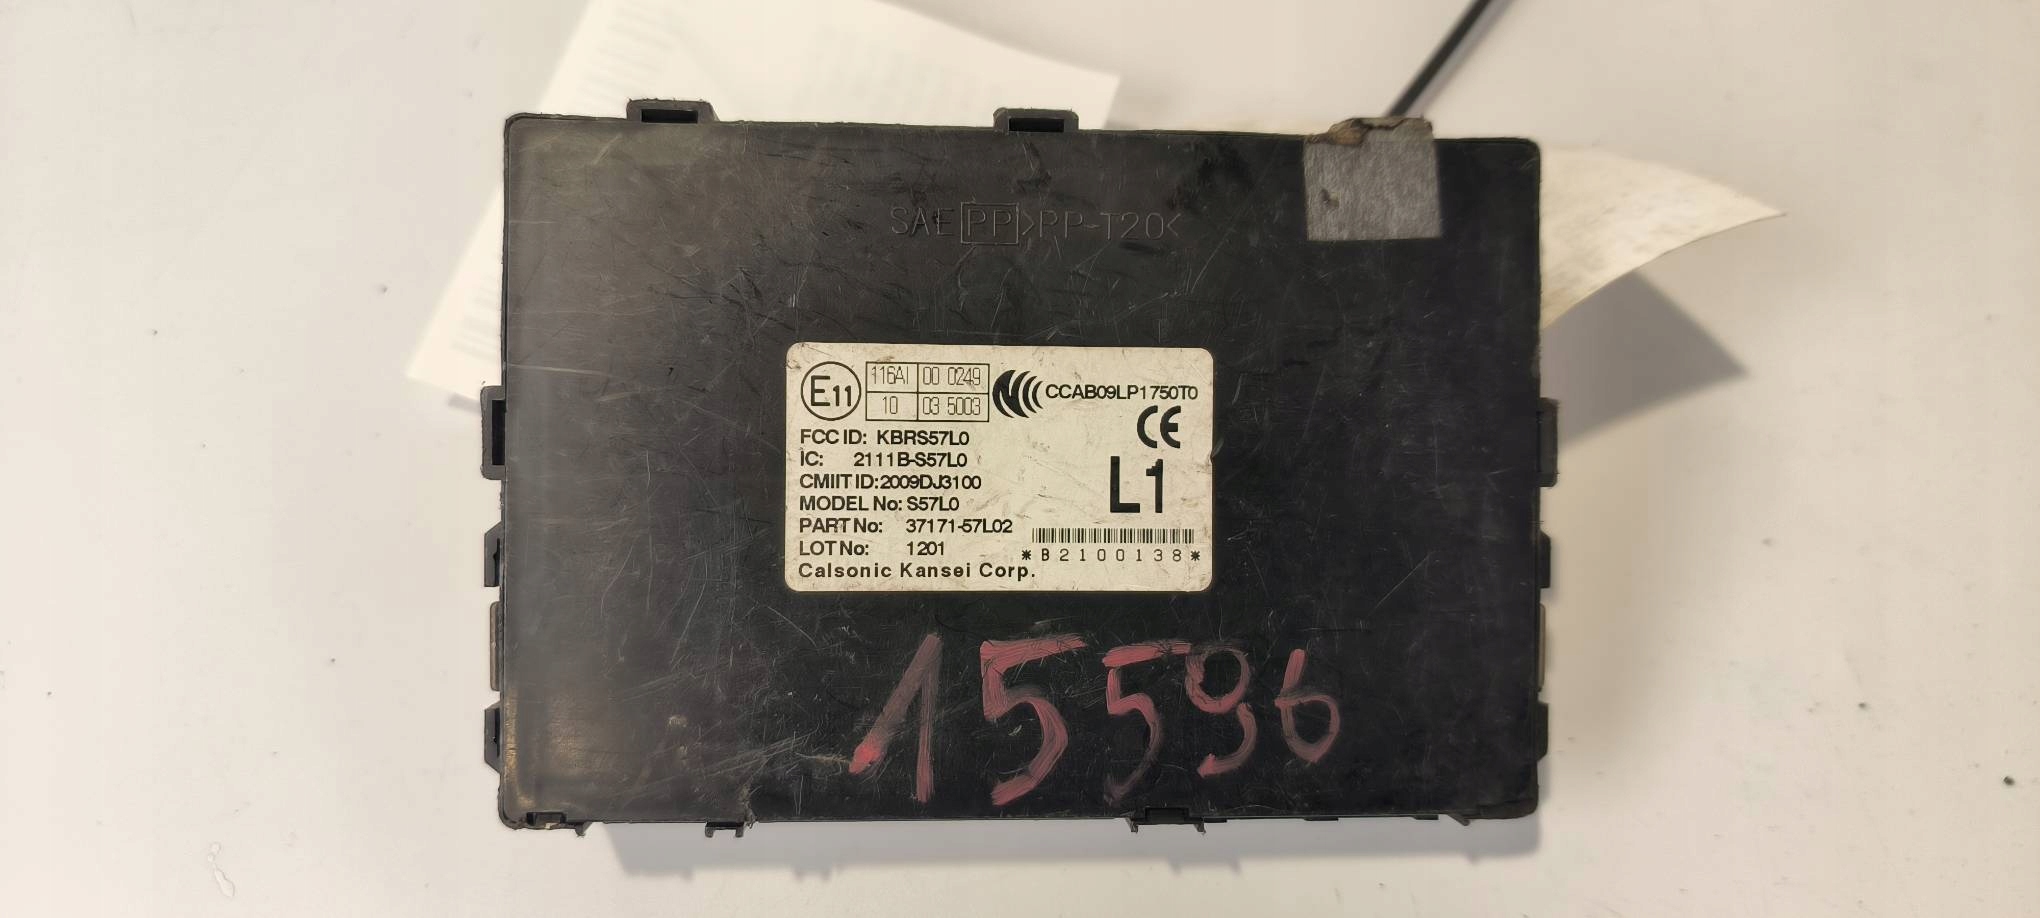 SAE PP >PP-T20<
E11 116AI 00 0249
10 03 5003
CCAB09LP1750T0
CE
FCC ID: KBRS57L0
IC: 2111B-S57L0
CMIIT ID:2009DJ3100
L1
MODEL No: S57L0
PART No: 37171-57L02
LOT No: 1201
*B2100138*
Calsonic Kansei Corp.
15596